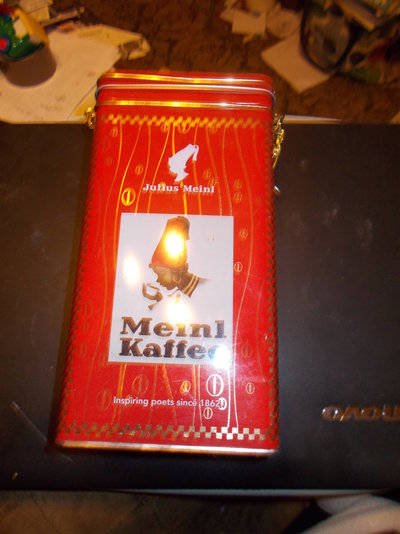 Julius Meinl
Meinl
Kaffee
Inspiring poets since 1862